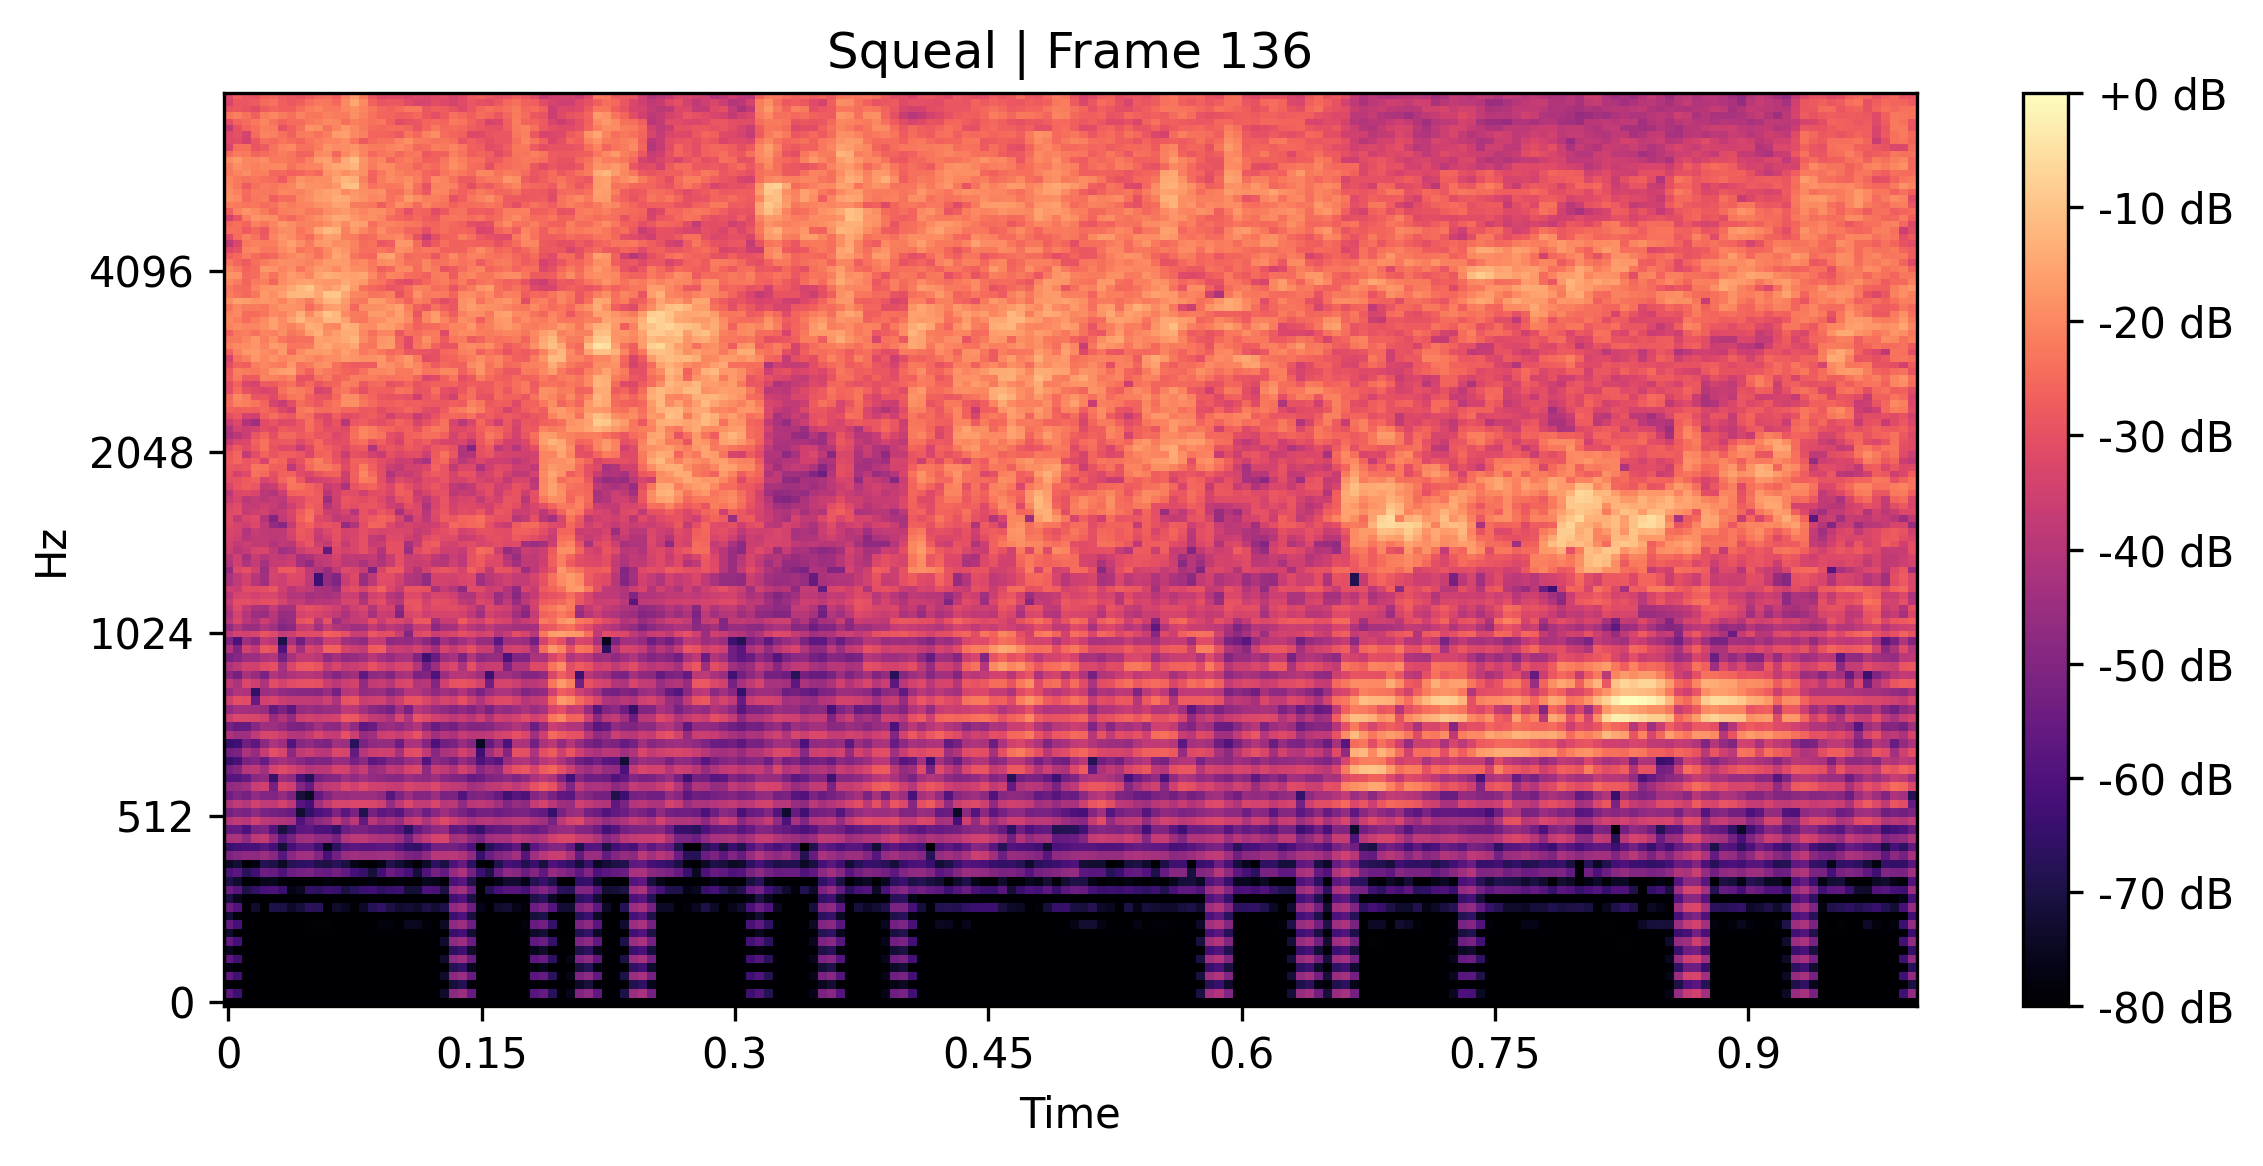 Squeal | Frame 136
+0 dB
-10 dB
-20 dB
-30 dB
-40 dB
-50 dB
-60 dB
-70 dB
-80 dB
Hz
4096
2048
1024
512
0
0 0.15 0.3 0.45 0.6 0.75 0.9
Time